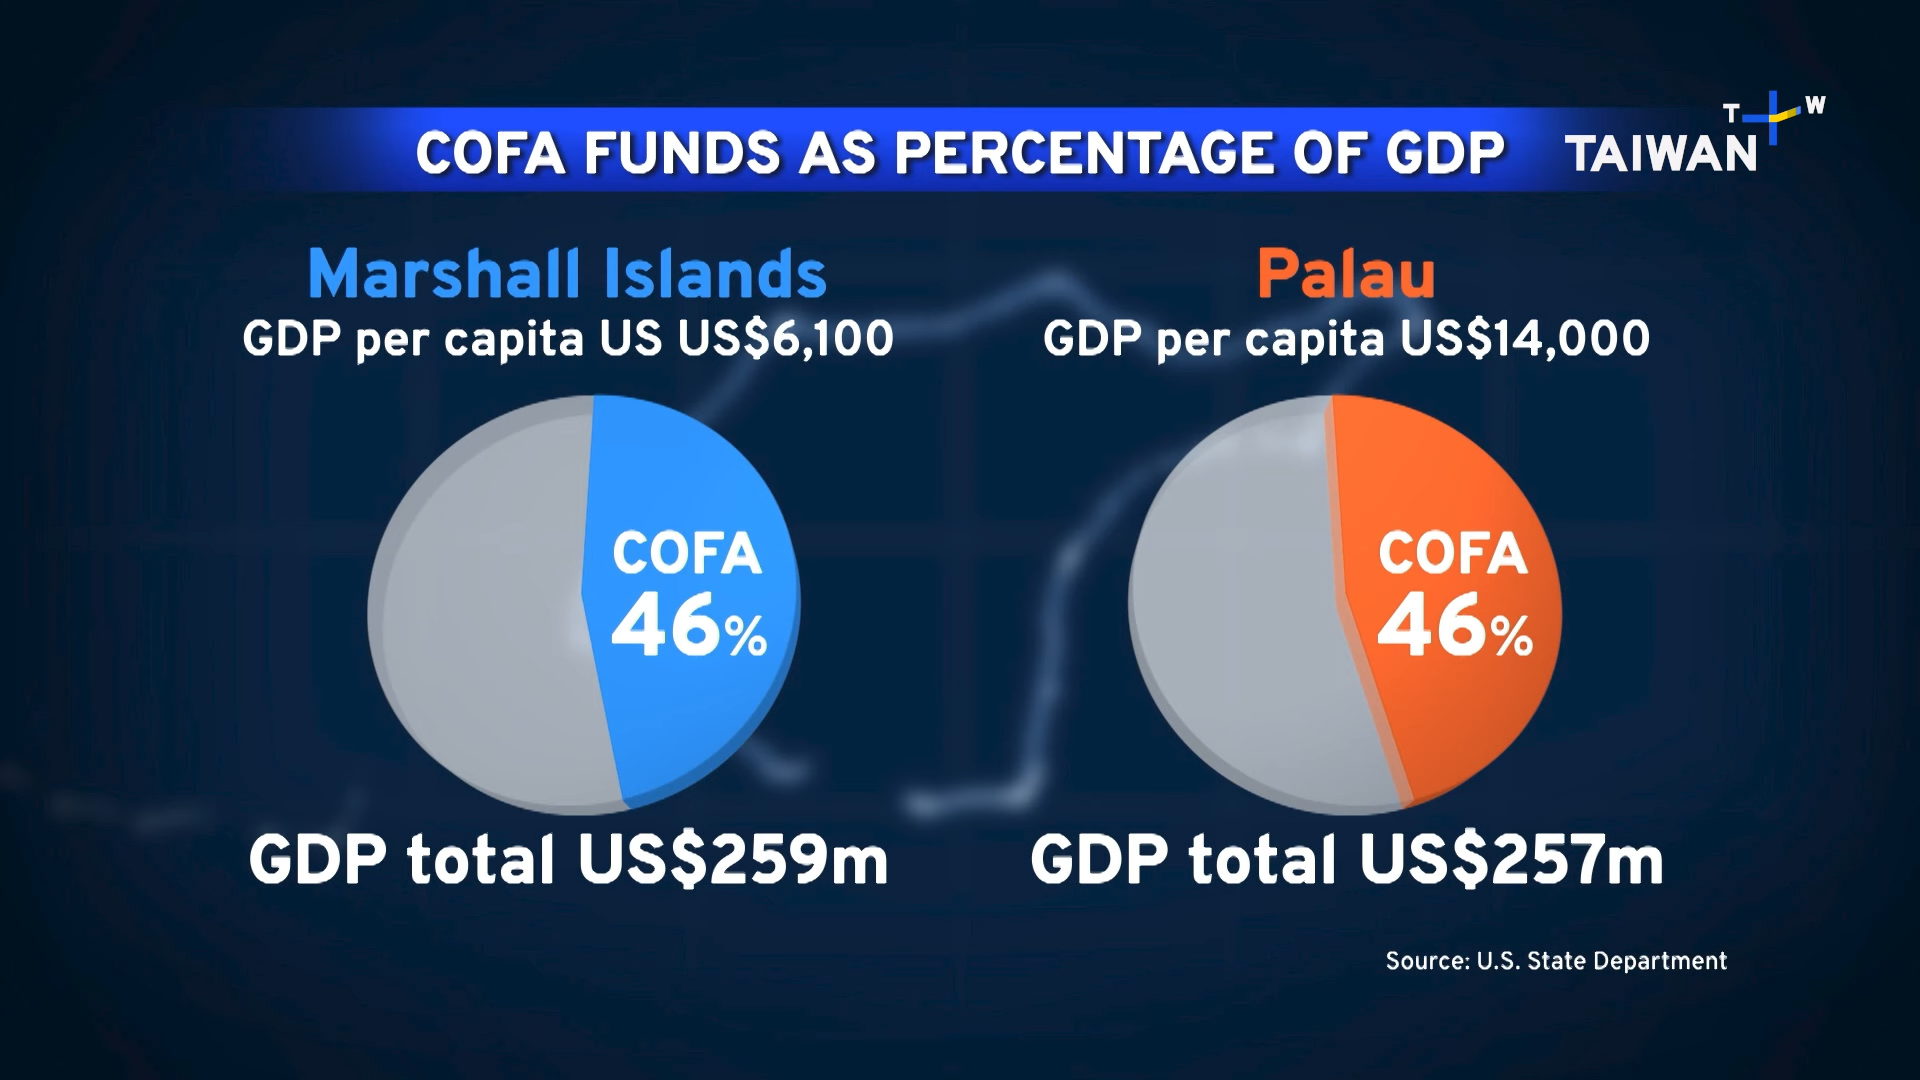 COFA FUNDS AS PERCENTAGE OF GDP
T W
TAIWAN
Marshall Islands
GDP per capita US US$6,100
COFA
46%
GDP total US$259m
Palau
GDP per capita US$14,000
COFA
46%
GDP total US$257m
Source: U.S. State Department